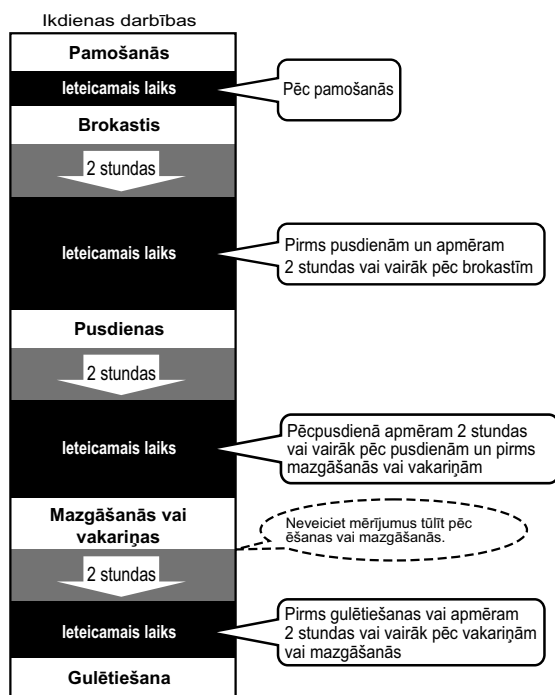 Ikdienas darbības
Pamošanās
Ieteicamais laiks
Pēc pamošanās
Brokastis
2 stundas
Ieteicamais laiks
Pirms pusdienām un apmēram
2 stundas vai vairāk pēc brokastīm
Pusdienas
2 stundas
Ieteicamais laiks
Pēcpusdienā apmēram 2 stundas
vai vairāk pēc pusdienām un pirms
mazgāšanās vai vakariņām
Mazgāšanās vai
vakariņas
Neveiciet mērījumus tūlīt pēc
ēšanas vai mazgāšanās.
2 stundas
Ieteicamais laiks
Pirms gulētiešanas vai apmēram
2 stundas vai vairāk pēc vakariņām
vai mazgāšanās
Gulētiešana